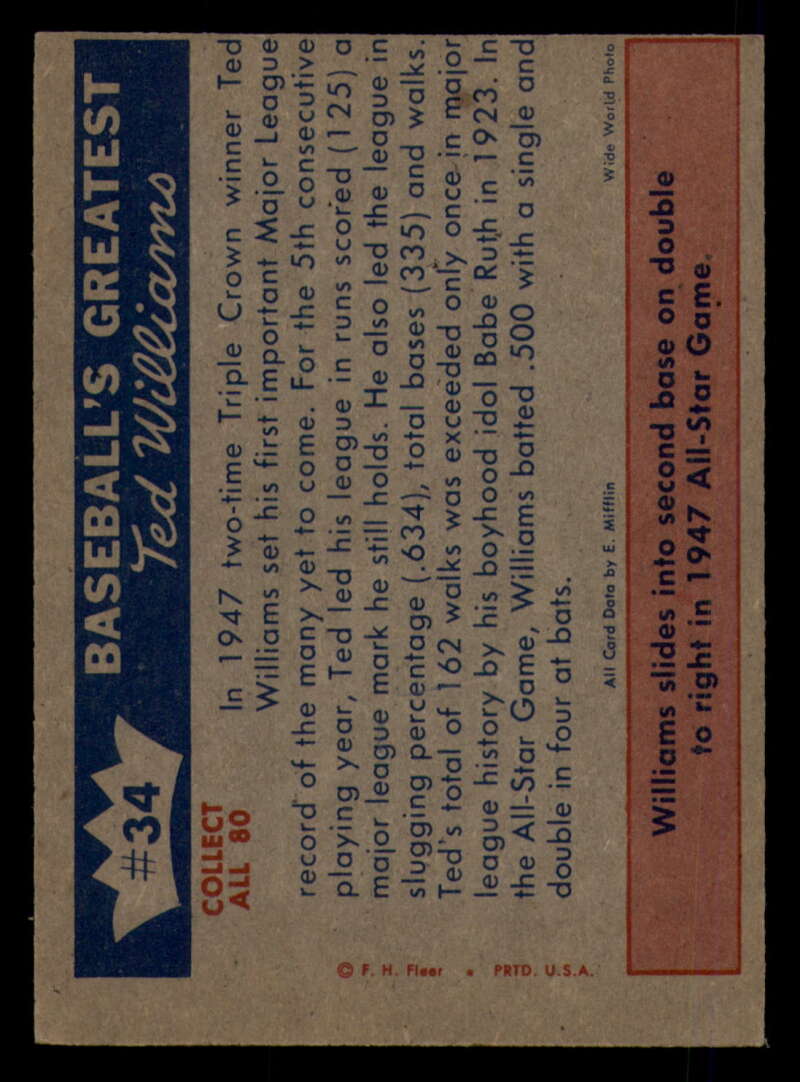 #34
BASEBALL'S GREATEST
Ted Williams
COLLECT
ALL 80
In 1947 two-time Triple Crown winner Ted
Williams set his first important Major League
record of the many yet to come. For the 5th consecutive
playing year, Ted led his league in runs scored (125) a
major league mark he still holds. He also led the league in
slugging percentage (.634), total bases (335) and walks.
Ted's total of 162 walks was exceeded only once in major
league history by his boyhood idol Babe Ruth in 1923. In
the All-Star Game, Williams batted .500 with a single and
double in four at bats.
© F. H. Fleer • PRTD. U.S.A.
All Card Data by E. Mifflin
Wide World Photo
Williams slides into second base on double
to right in 1947 All-Star Game.